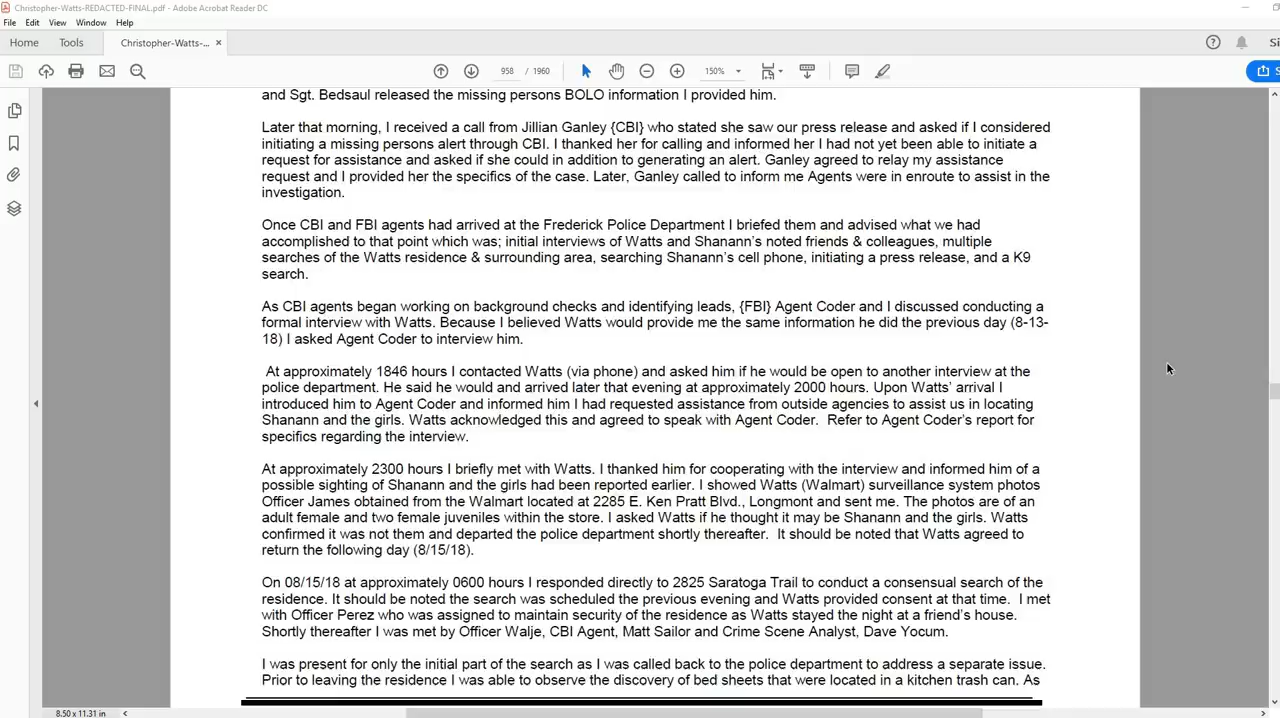 Christopher-Watts-REDACTED-FINAL.pdf - Adobe Acrobat Reader DC
File Edit View Window Help
Home Tools Christopher-Watts-... ×
958 / 1960 150%
and Sgt. Bedsaul released the missing persons BOLO information I provided him.
Later that morning, I received a call from Jillian Ganley {CBI} who stated she saw our press release and asked if I considered
initiating a missing persons alert through CBI. I thanked her for calling and informed her I had not yet been able to initiate a
request for assistance and asked if she could in addition to generating an alert. Ganley agreed to relay my assistance
request and I provided her the specifics of the case. Later, Ganley called to inform me Agents were in enroute to assist in the
investigation.
Once CBI and FBI agents had arrived at the Frederick Police Department I briefed them and advised what we had
accomplished to that point which was; initial interviews of Watts and Shanann's noted friends & colleagues, multiple
searches of the Watts residence & surrounding area, searching Shanann's cell phone, initiating a press release, and a K9
search.
As CBI agents began working on background checks and identifying leads, {FBI} Agent Coder and I discussed conducting a
formal interview with Watts. Because I believed Watts would provide me the same information he did the previous day (8-13-
18) I asked Agent Coder to interview him.
At approximately 1846 hours I contacted Watts (via phone) and asked him if he would be open to another interview at the
police department. He said he would and arrived later that evening at approximately 2000 hours. Upon Watts' arrival I
introduced him to Agent Coder and informed him I had requested assistance from outside agencies to assist us in locating
Shanann and the girls. Watts acknowledged this and agreed to speak with Agent Coder. Refer to Agent Coder's report for
specifics regarding the interview.
At approximately 2300 hours I briefly met with Watts. I thanked him for cooperating with the interview and informed him of a
possible sighting of Shanann and the girls had been reported earlier. I showed Watts (Walmart) surveillance system photos
Officer James obtained from the Walmart located at 2285 E. Ken Pratt Blvd., Longmont and sent me. The photos are of an
adult female and two female juveniles within the store. I asked Watts if he thought it may be Shanann and the girls. Watts
confirmed it was not them and departed the police department shortly thereafter. It should be noted that Watts agreed to
return the following day (8/15/18).
On 08/15/18 at approximately 0600 hours I responded directly to 2825 Saratoga Trail to conduct a consensual search of the
residence. It should be noted the search was scheduled the previous evening and Watts provided consent at that time. I met
with Officer Perez who was assigned to maintain security of the residence as Watts stayed the night at a friend's house.
Shortly thereafter I was met by Officer Walje, CBI Agent, Matt Sailor and Crime Scene Analyst, Dave Yocum.
I was present for only the initial part of the search as I was called back to the police department to address a separate issue.
Prior to leaving the residence I was able to observe the discovery of bed sheets that were located in a kitchen trash can. As
8.50 x 11.31 in